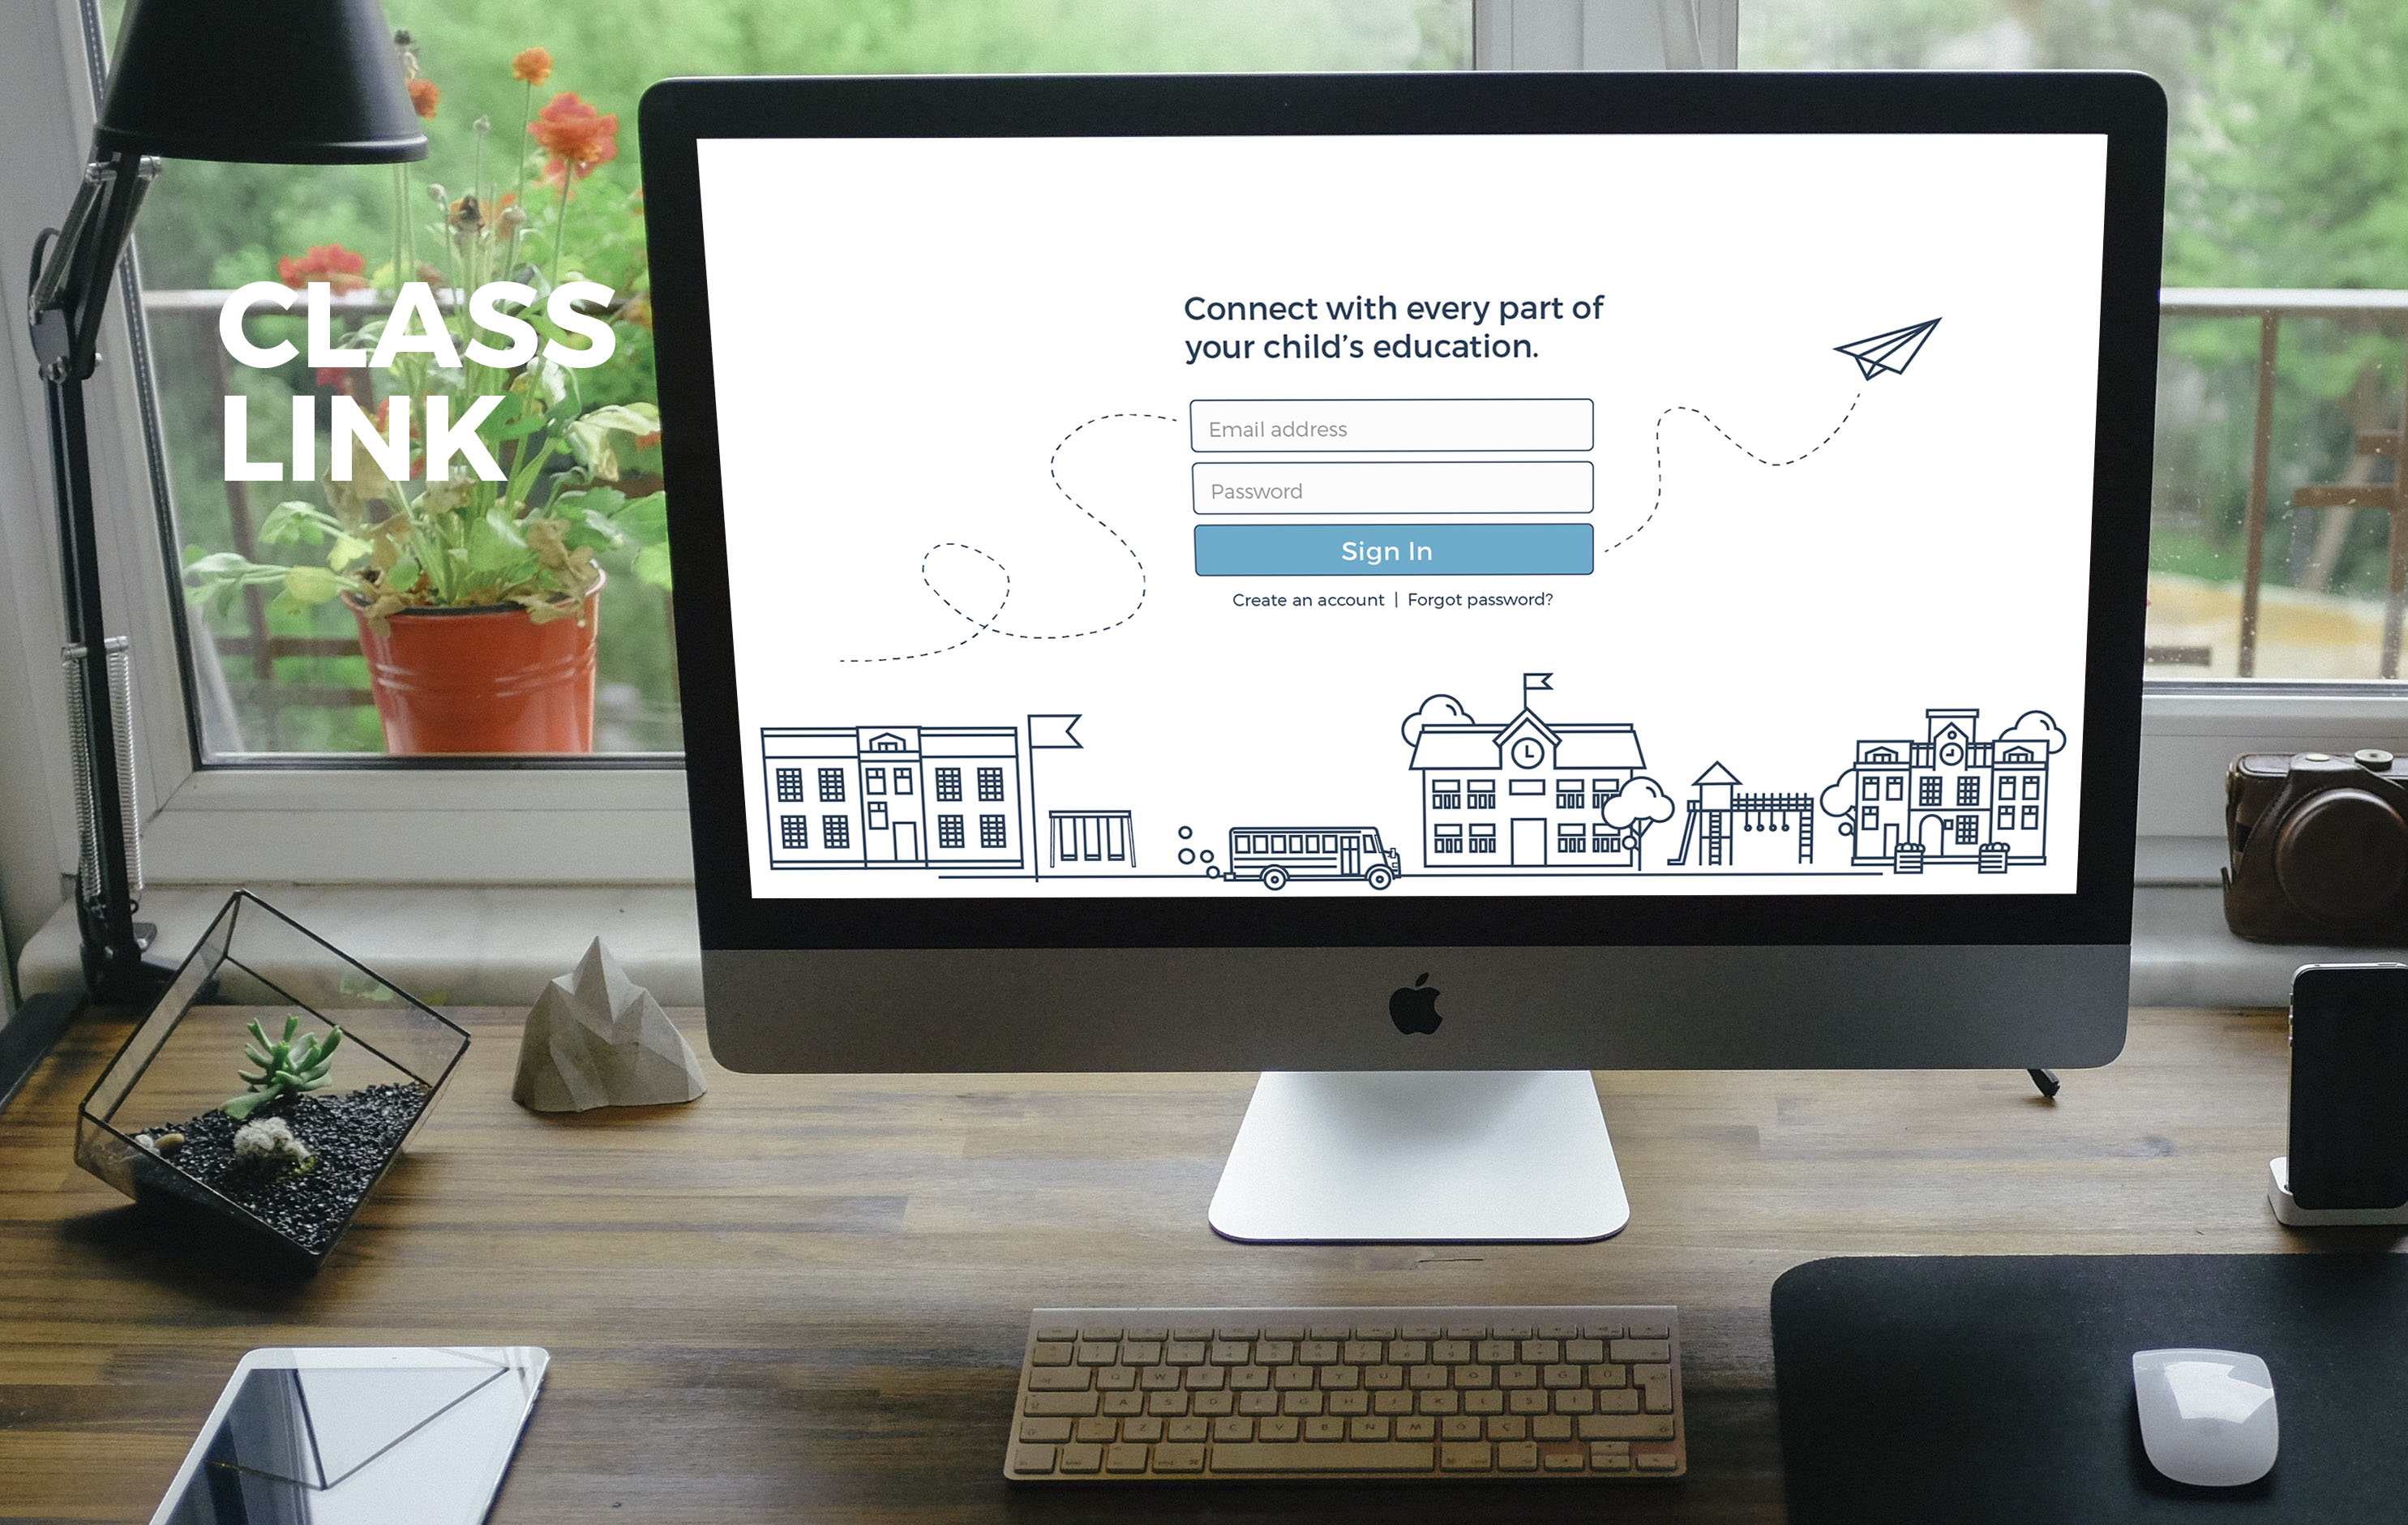 CLASS
LINK
Connect with every part of
your child's education.
Email address
Password
Sign In
Create an account | Forgot password?
Q W E R T Y U I O P Ğ Ü
A S D F G H J K L Ş İ
Z X C V B N M Ö Ç